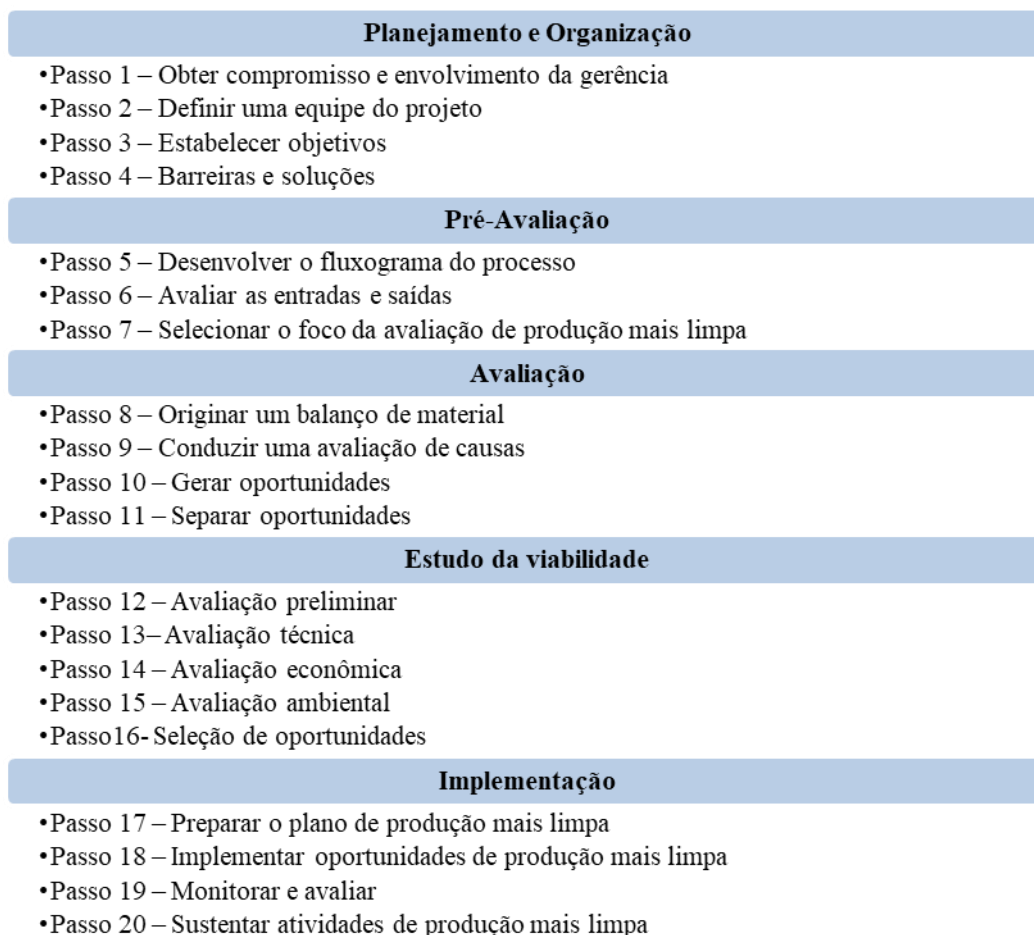 Planejamento e Organização
•Passo 1 – Obter compromisso e envolvimento da gerência
•Passo 2 – Definir uma equipe do projeto
•Passo 3 – Estabelecer objetivos
•Passo 4 – Barreiras e soluções
Pré-Avaliação
•Passo 5 – Desenvolver o fluxograma do processo
•Passo 6 – Avaliar as entradas e saídas
•Passo 7 – Selecionar o foco da avaliação de produção mais limpa
Avaliação
•Passo 8 – Originar um balanço de material
•Passo 9 – Conduzir uma avaliação de causas
•Passo 10 – Gerar oportunidades
•Passo 11 – Separar oportunidades
Estudo da viabilidade
•Passo 12 – Avaliação preliminar
•Passo 13– Avaliação técnica
•Passo 14 – Avaliação econômica
•Passo 15 – Avaliação ambiental
•Passo16- Seleção de oportunidades
Implementação
•Passo 17 – Preparar o plano de produção mais limpa
•Passo 18 – Implementar oportunidades de produção mais limpa
•Passo 19 – Monitorar e avaliar
•Passo 20 – Sustentar atividades de produção mais limpa